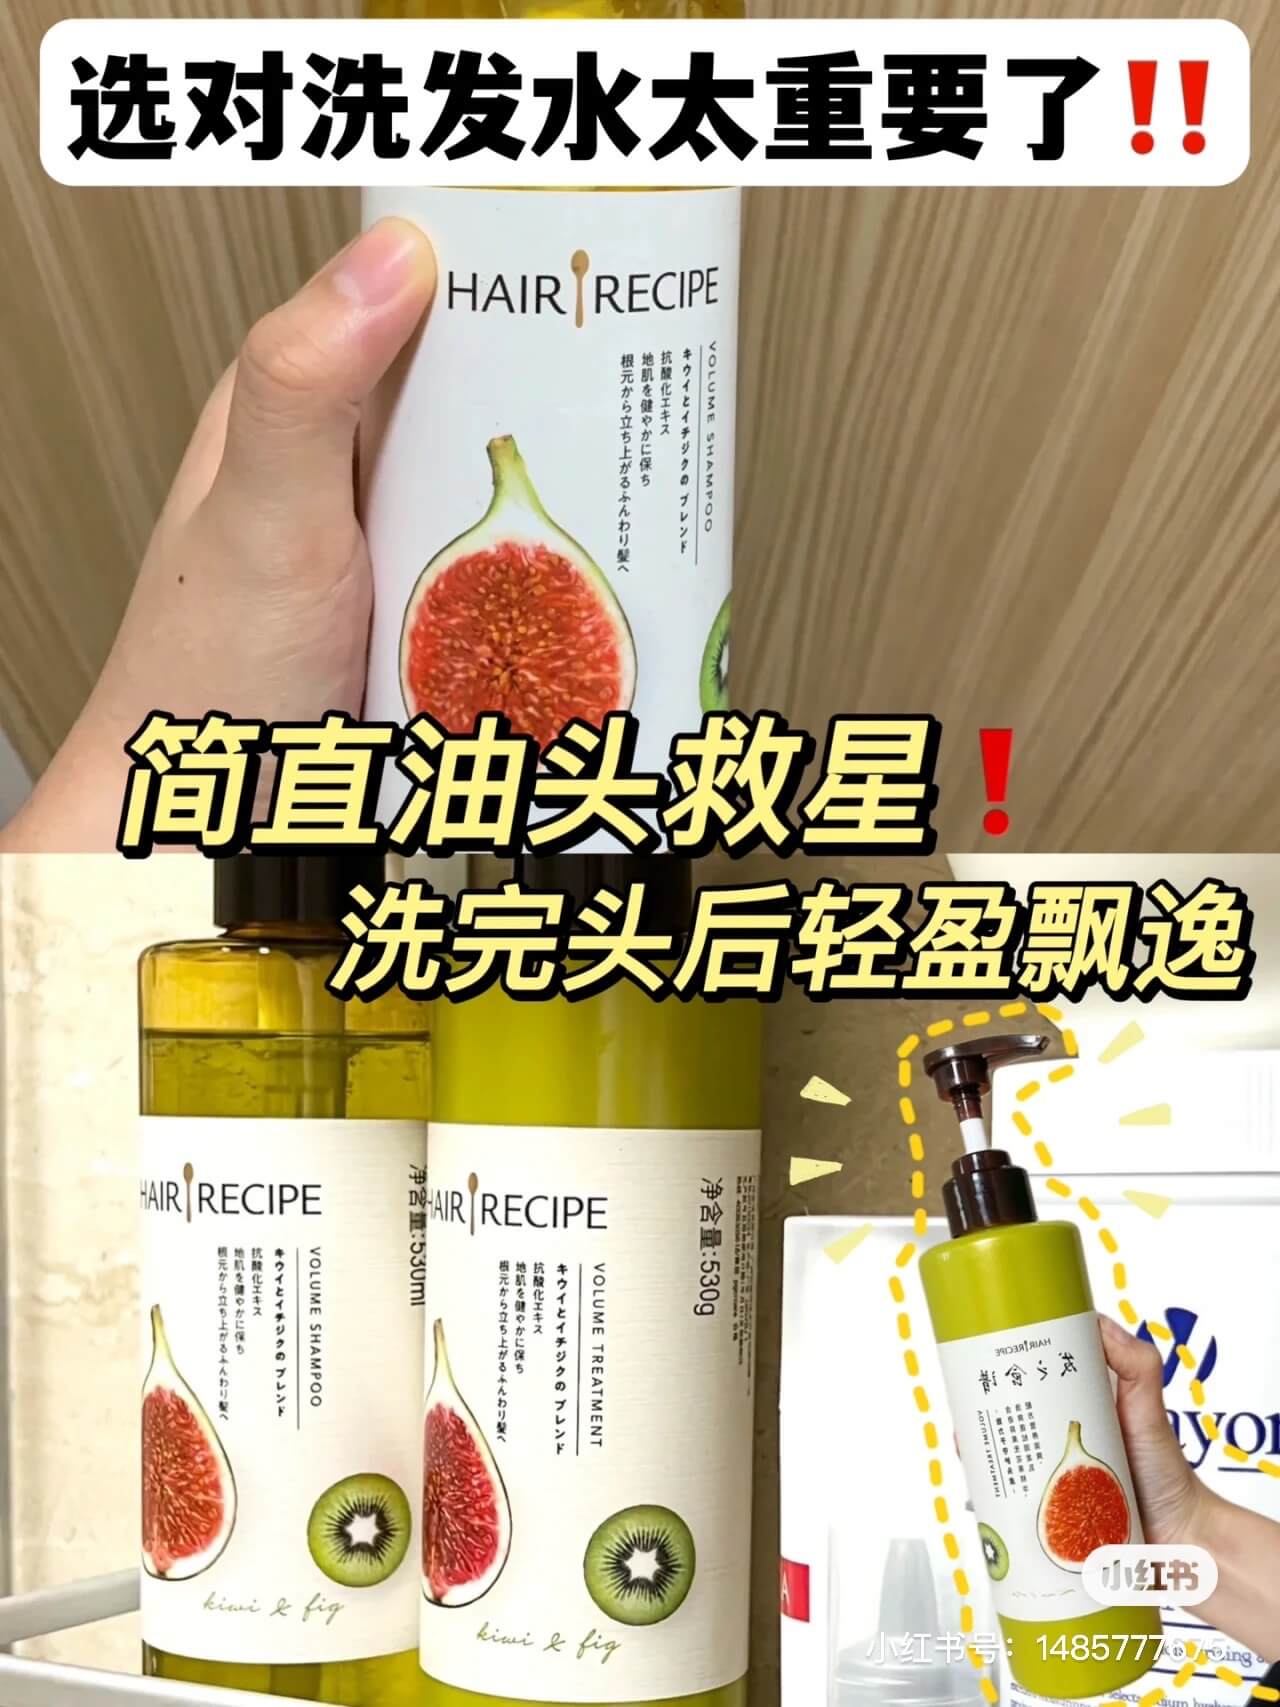 选对洗发水太重要了‼️
HAIR RECIPE
VOLUME SHAMPOO
キウイとイチジクのブレンド
抗酸化エキス
地肌を健やかに保ち
根元から立ち上がるふんわり髪へ
简直油头救星❗
洗完头后轻盈飘逸
HAIR RECIPE
净含量:530ml
VOLUME SHAMPOO
キウイとイチジクのブレンド
抗酸化エキス
地肌を健やかに保ち
根元から立ち上がるふんわり髪へ
kiwi & fig
HAIR RECIPE
净含量:530g
VOLUME TREATMENT
キウイとイチジクのブレンド
抗酸化エキス
地肌を健やかに保ち
根元から立ち上がるふんわり髪へ
kiwi & fig
HAIR RECIPE
发之食谱
VOLUME TREATMENT
小红书
小红书号：1485777675